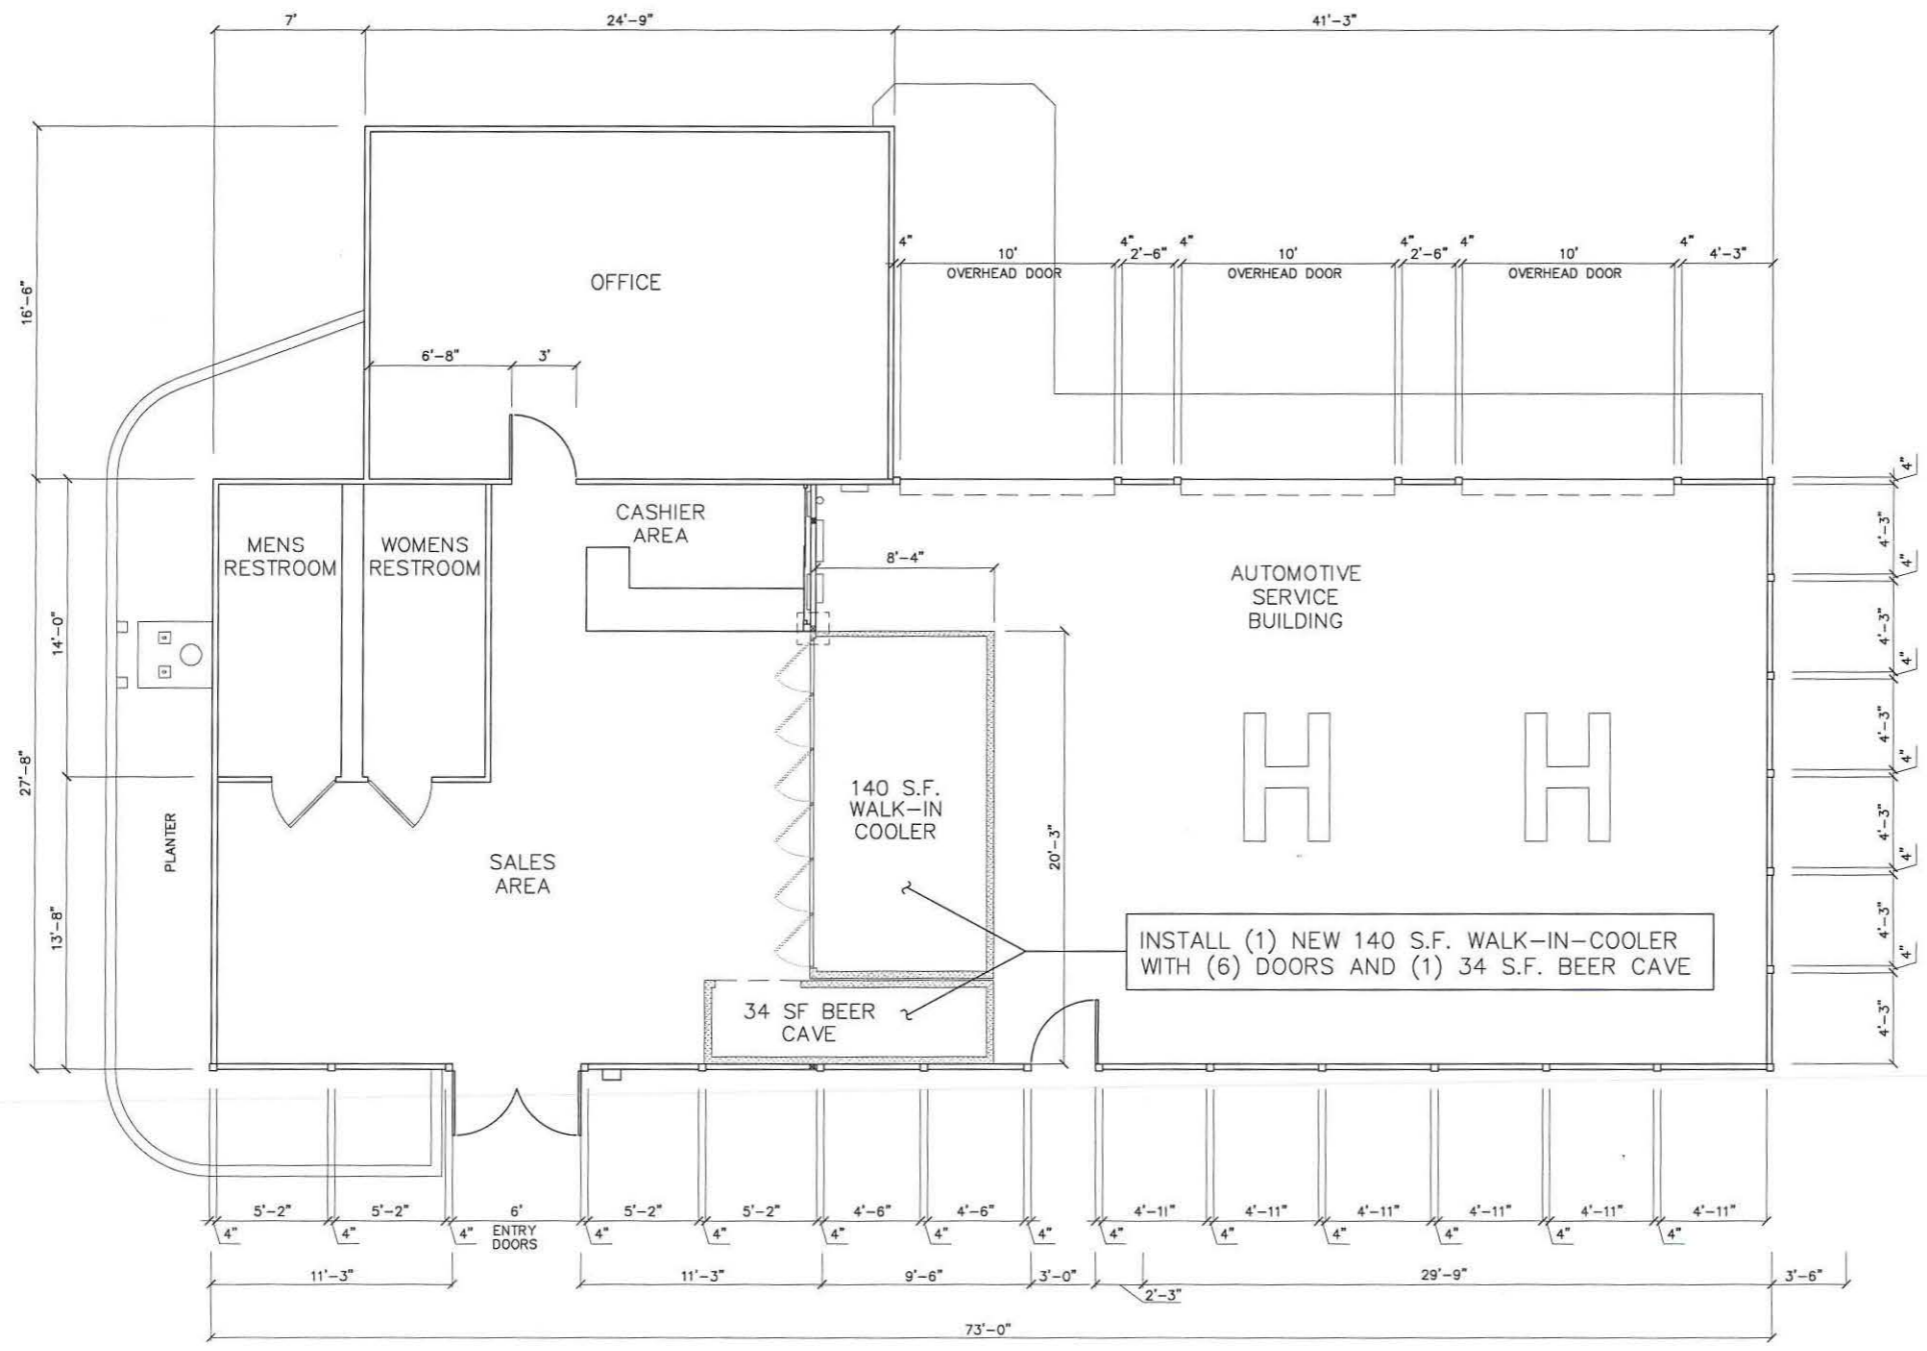 7' 24'-9" 41'-3"
4" 4" 4" 4" 4" 4"
10' 2'-6" 10' 2'-6" 10' 4'-3"
OVERHEAD DOOR OVERHEAD DOOR OVERHEAD DOOR
OFFICE
16'-6"
6'-8" 3'
CASHIER
AREA
MENS
RESTROOM
WOMENS
RESTROOM
8'-4"
AUTOMOTIVE
SERVICE
BUILDING
14'-0"
27'-8"
13'-8"
PLANTER
140 S.F.
WALK-IN
COOLER
20'-3"
SALES
AREA
INSTALL (1) NEW 140 S.F. WALK-IN-COOLER
WITH (6) DOORS AND (1) 34 S.F. BEER CAVE
34 SF BEER
CAVE
4"
4'-3"
4"
4'-3"
4"
4'-3"
4"
4'-3"
4"
4'-3"
4"
4'-3"
5'-2" 5'-2" 6' 5'-2" 5'-2" 4'-6" 4'-6" 4'-11" 4'-11" 4'-11" 4'-11" 4'-11" 4'-11"
4" 4" 4" ENTRY 4" 4" 4" 4" 4" 4" 4" 4" 4" 4" 4"
DOORS
11'-3" 11'-3" 9'-6" 3'-0" 29'-9" 3'-6"
2'-3"
73'-0"